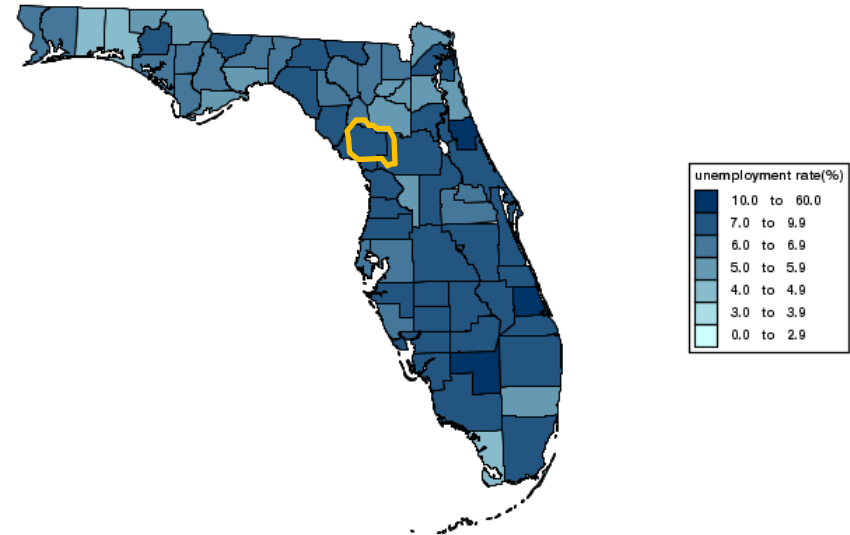 unemployment rate(%)
10.0 to 60.0
7.0 to 9.9
6.0 to 6.9
5.0 to 5.9
4.0 to 4.9
3.0 to 3.9
0.0 to 2.9